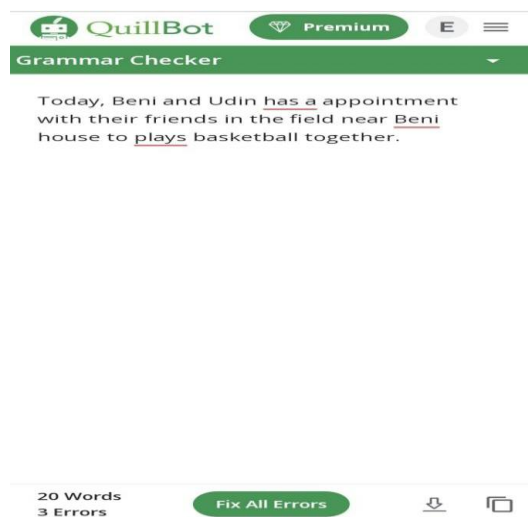 QuillBot Premium E
Grammar Checker
Today, Beni and Udin has a appointment
with their friends in the field near Beni
house to plays basketball together.
20 Words
3 Errors
Fix All Errors